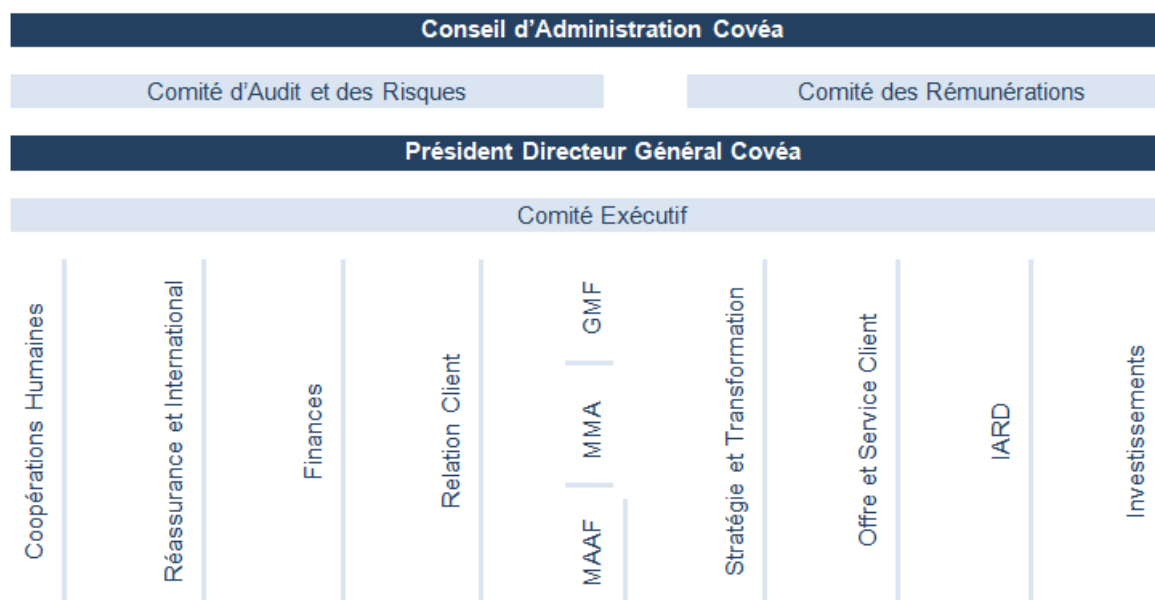 Conseil d'Administration Covéa
Comité d'Audit et des Risques
Comité des Rémunérations
Président Directeur Général Covéa
Comité Exécutif
Coopérations Humaines
Réassurance et International
Finances
Relation Client
GMF
MMA
MAAF
Stratégie et Transformation
Offre et Service Client
IARD
Investissements